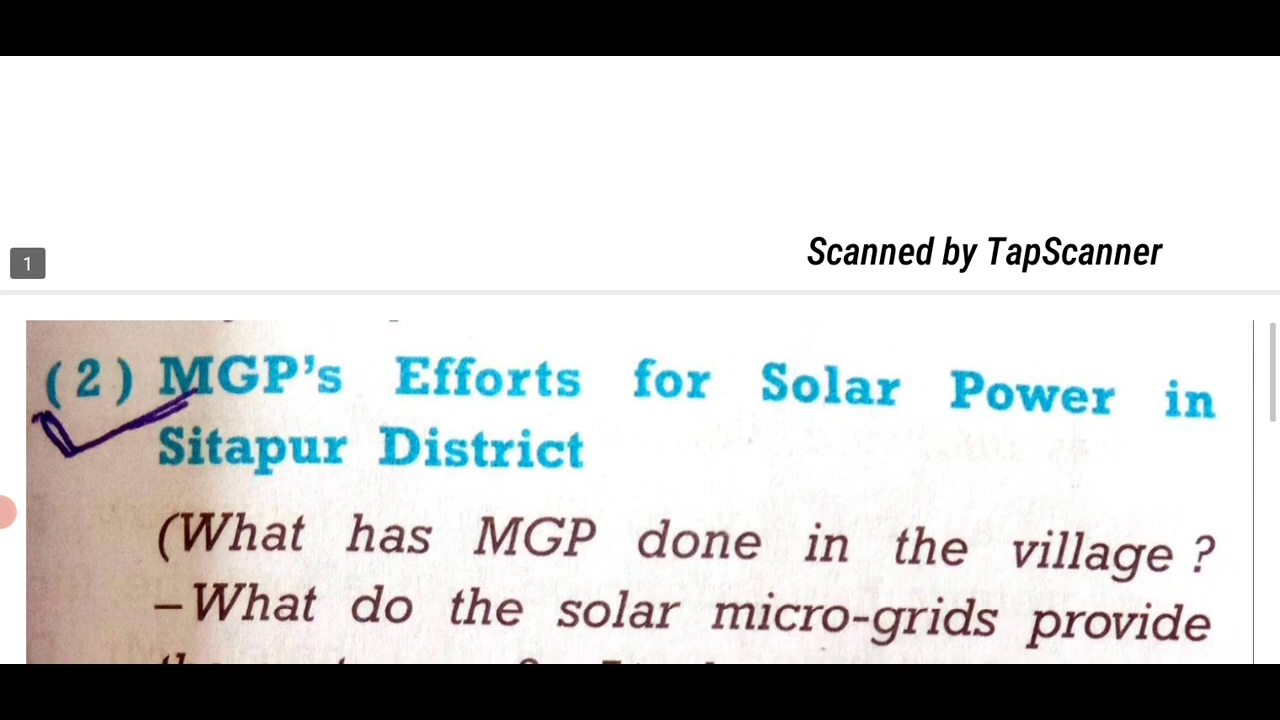 Scanned by TapScanner
1
(2) MGP's Efforts for Solar Power in
Sitapur District
(What has MGP done in the village ?
–What do the solar micro-grids provide